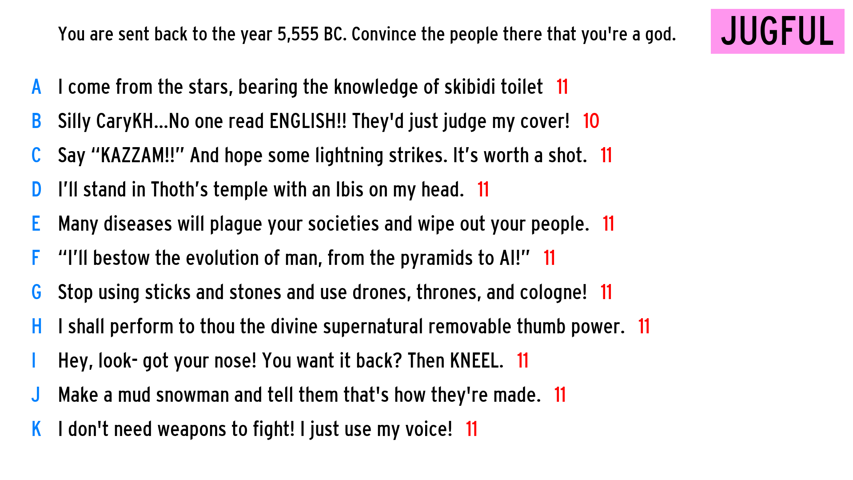 You are sent back to the year 5,555 BC. Convince the people there that you're a god.
JUGFUL
A I come from the stars, bearing the knowledge of skibidi toilet 11
B Silly CaryKH...No one read ENGLISH!! They'd just judge my cover! 10
C Say “KAZZAM!!” And hope some lightning strikes. It’s worth a shot. 11
D I’ll stand in Thoth’s temple with an Ibis on my head. 11
E Many diseases will plague your societies and wipe out your people. 11
F “I’ll bestow the evolution of man, from the pyramids to AI!” 11
G Stop using sticks and stones and use drones, thrones, and cologne! 11
H I shall perform to thou the divine supernatural removable thumb power. 11
I Hey, look- got your nose! You want it back? Then KNEEL. 11
J Make a mud snowman and tell them that's how they're made. 11
K I don't need weapons to fight! I just use my voice! 11